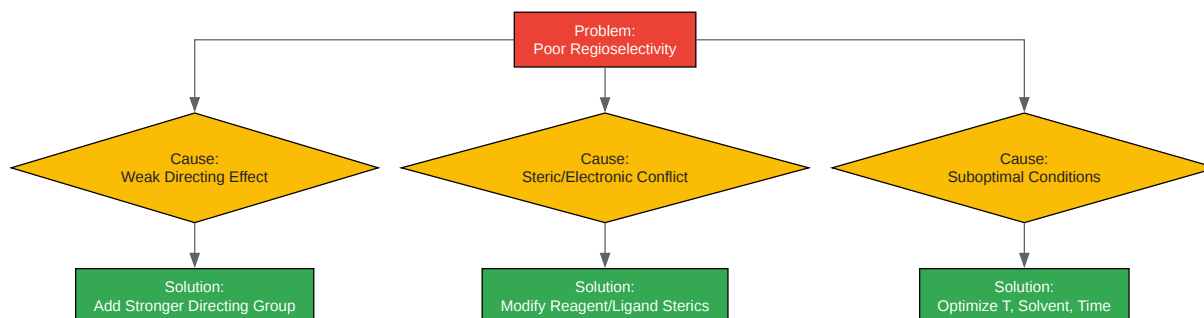 Problem:
Poor Regioselectivity
Cause:
Weak Directing Effect
Cause:
Steric/Electronic Conflict
Cause:
Suboptimal Conditions
Solution:
Add Stronger Directing Group
Solution:
Modify Reagent/Ligand Sterics
Solution:
Optimize T, Solvent, Time